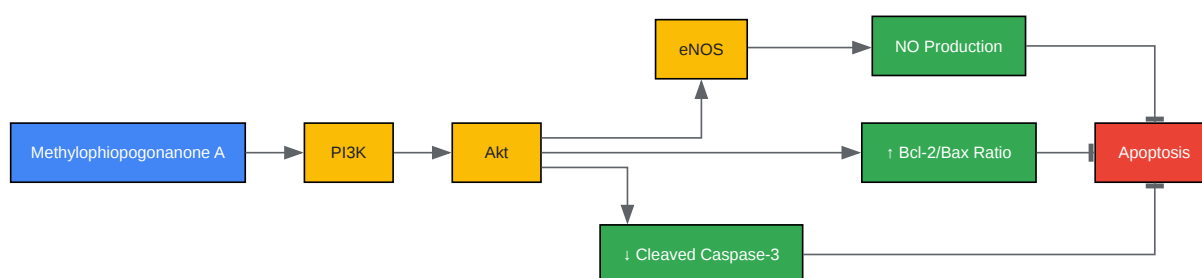 eNOS
NO Production
Methylophiopogonanone A
PI3K
Akt
↑ Bcl-2/Bax Ratio
Apoptosis
↓ Cleaved Caspase-3